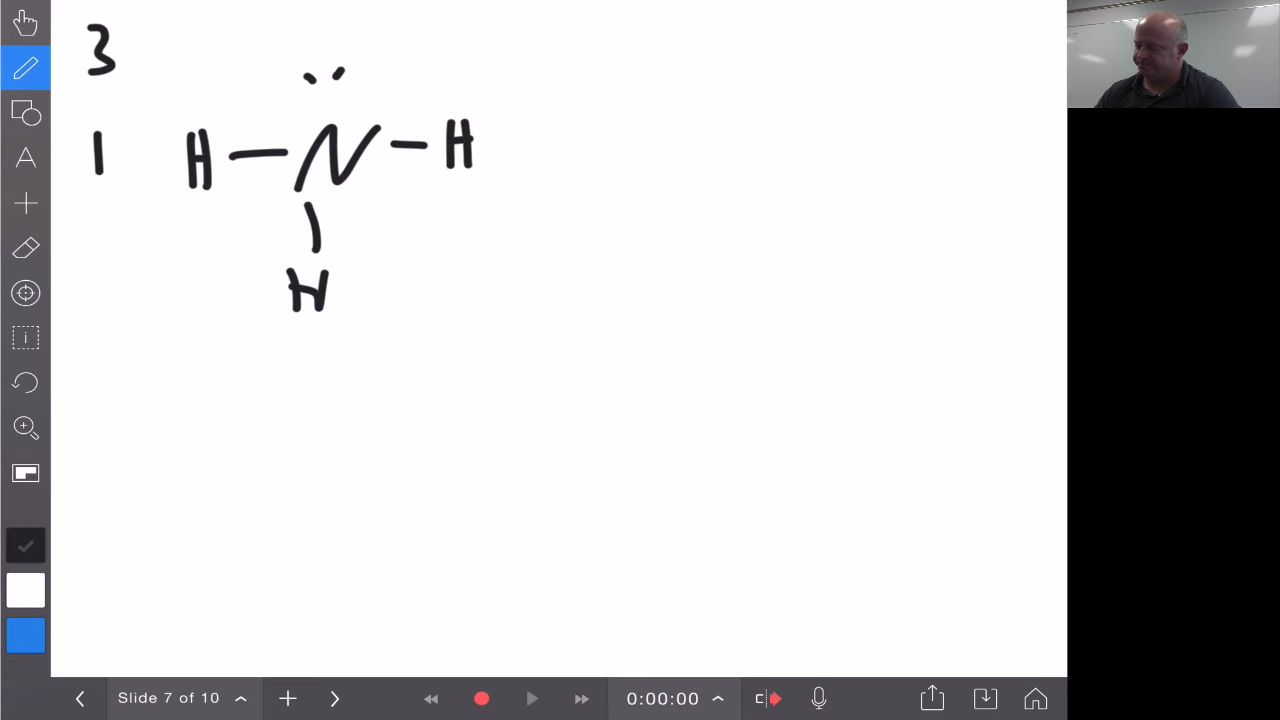 3
··
1 H — N — H
|
H
A
i
Slide 7 of 10
0:00:00